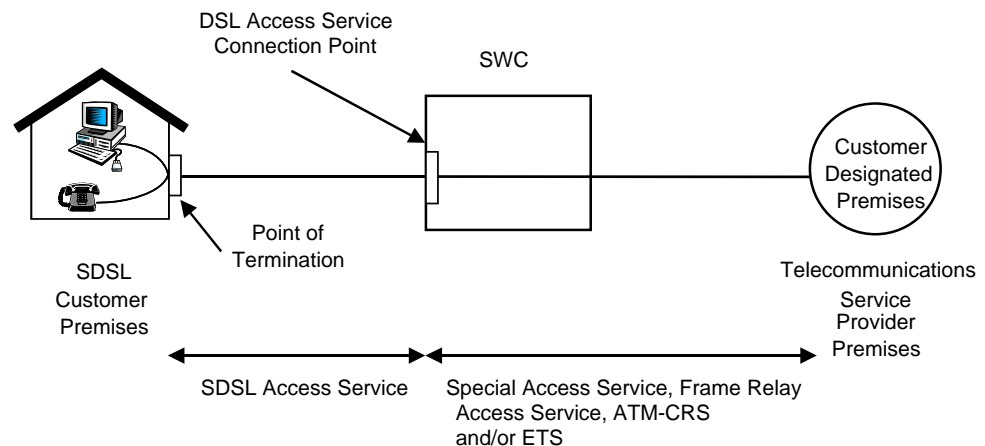 DSL Access Service
Connection Point
SWC
Customer
Designated
Premises
Point of
Termination
SDSL
Customer
Premises
Telecommunications
Service
Provider
Premises
SDSL Access Service
Special Access Service, Frame Relay
Access Service, ATM-CRS
and/or ETS